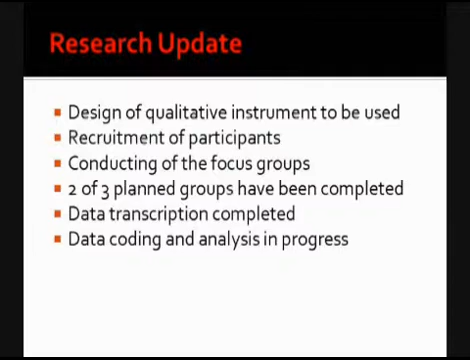 Research Update
Design of qualitative instrument to be used
Recruitment of participants
Conducting of the focus groups
2 of 3 planned groups have been completed
Data transcription completed
Data coding and analysis in progress